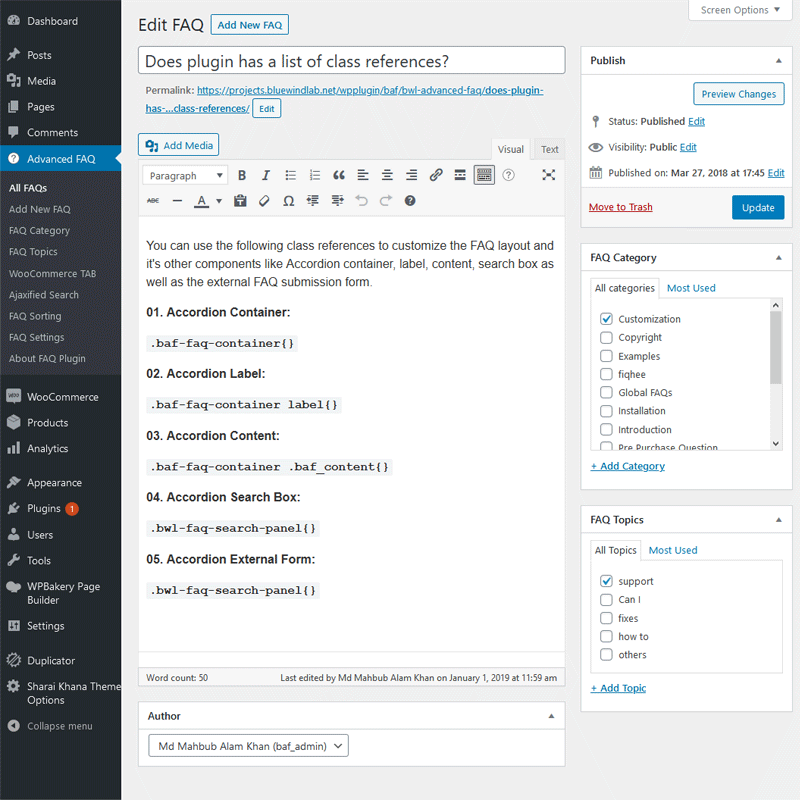 Screen Options
Dashboard
Posts
Media
Pages
Comments
Advanced FAQ
All FAQs
Add New FAQ
FAQ Category
FAQ Topics
WooCommerce TAB
Ajaxified Search
FAQ Sorting
FAQ Settings
About FAQ Plugin
WooCommerce
Products
Analytics
Appearance
Plugins 1
Users
Tools
WPBakery Page
Builder
Settings
Duplicator
Sharai Khana Theme
Options
Collapse menu
Edit FAQ Add New FAQ
Does plugin has a list of class references?
Permalink: https://projects.bluewindlab.net/wpplugin/baf/bwl-advanced-faq/does-plugin-
has-...class-references/ Edit
Add Media
Visual Text
Paragraph B I
ABC A
You can use the following class references to customize the FAQ layout and
it's other components like Accordion container, label, content, search box as
well as the external FAQ submission form.
01. Accordion Container:
.baf-faq-container{}
02. Accordion Label:
.baf-faq-container label{}
03. Accordion Content:
.baf-faq-container .baf_content{}
04. Accordion Search Box:
.bwl-faq-search-panel{}
05. Accordion External Form:
.bwl-faq-search-panel{}
Word count: 50 Last edited by Md Mahbub Alam Khan on January 1, 2019 at 11:59 am
Author
Md Mahbub Alam Khan (baf_admin)
Publish
Preview Changes
Status: Published Edit
Visibility: Public Edit
Published on: Mar 27, 2018 at 17:45 Edit
Move to Trash Update
FAQ Category
All categories Most Used
Customization
Copyright
Examples
fiqhee
Global FAQs
Installation
Introduction
Pre Purchase Question
+ Add Category
FAQ Topics
All Topics Most Used
support
Can I
fixes
how to
others
+ Add Topic